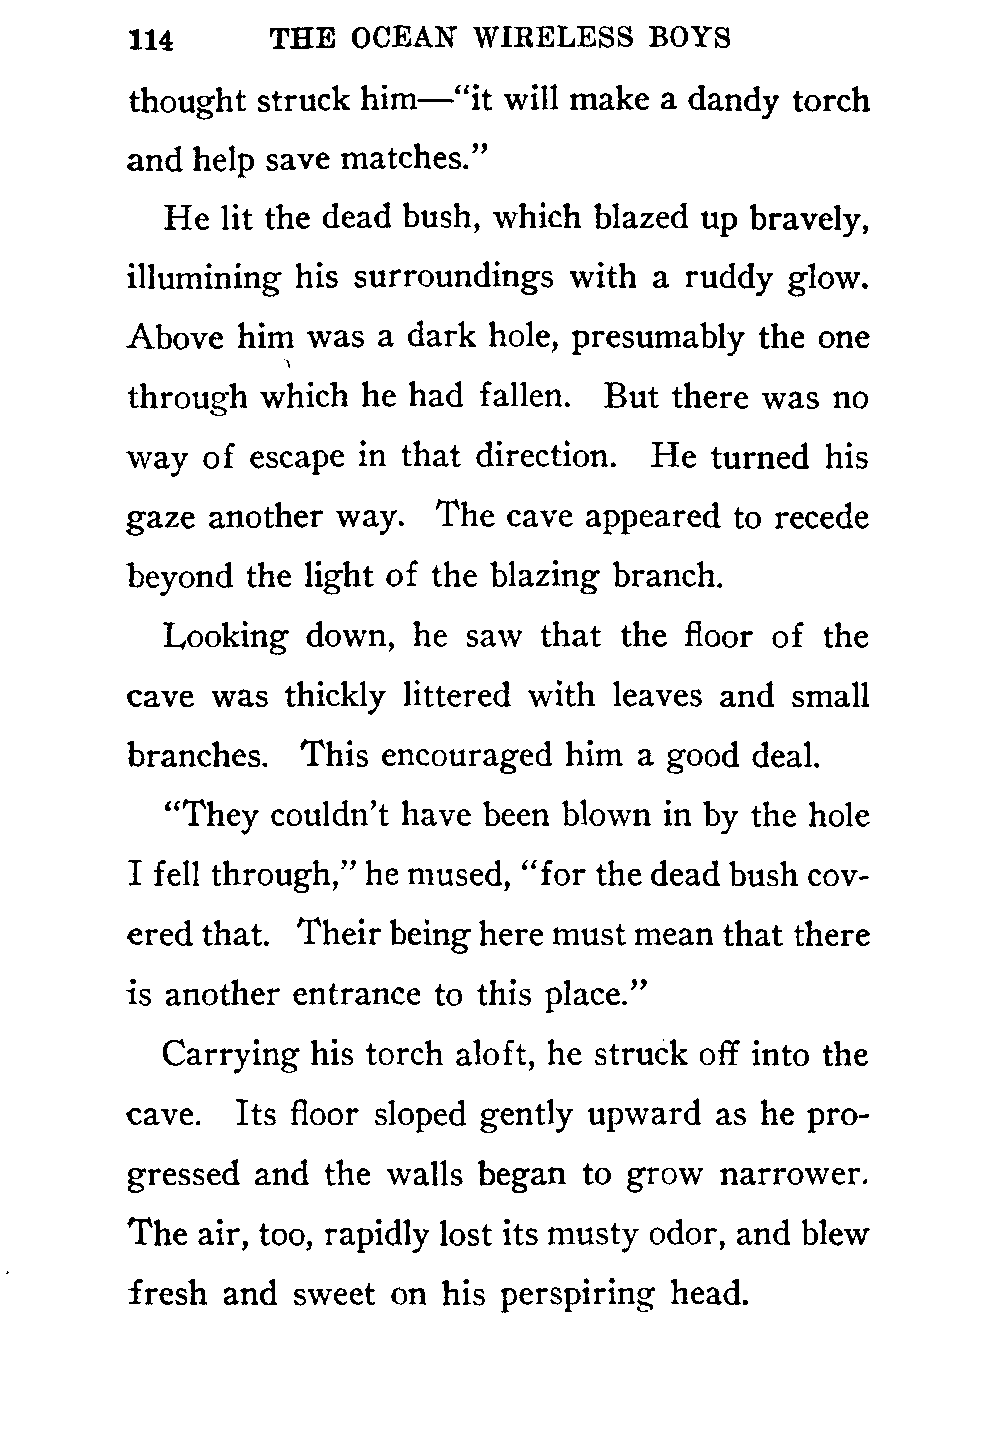 114 THE OCEAN WIRELESS BOYS
thought struck him—“it will make a dandy torch
and help save matches.”
He lit the dead bush, which blazed up bravely,
illumining his surroundings with a ruddy glow.
Above him was a dark hole, presumably the one
through which he had fallen. But there was no
way of escape in that direction. He turned his
gaze another way. The cave appeared to recede
beyond the light of the blazing branch.
Looking down, he saw that the floor of the
cave was thickly littered with leaves and small
branches. This encouraged him a good deal.
“They couldn’t have been blown in by the hole
I fell through,” he mused, “for the dead bush cov-
ered that. Their being here must mean that there
is another entrance to this place.”
Carrying his torch aloft, he struck off into the
cave. Its floor sloped gently upward as he pro-
gressed and the walls began to grow narrower.
The air, too, rapidly lost its musty odor, and blew
fresh and sweet on his perspiring head.